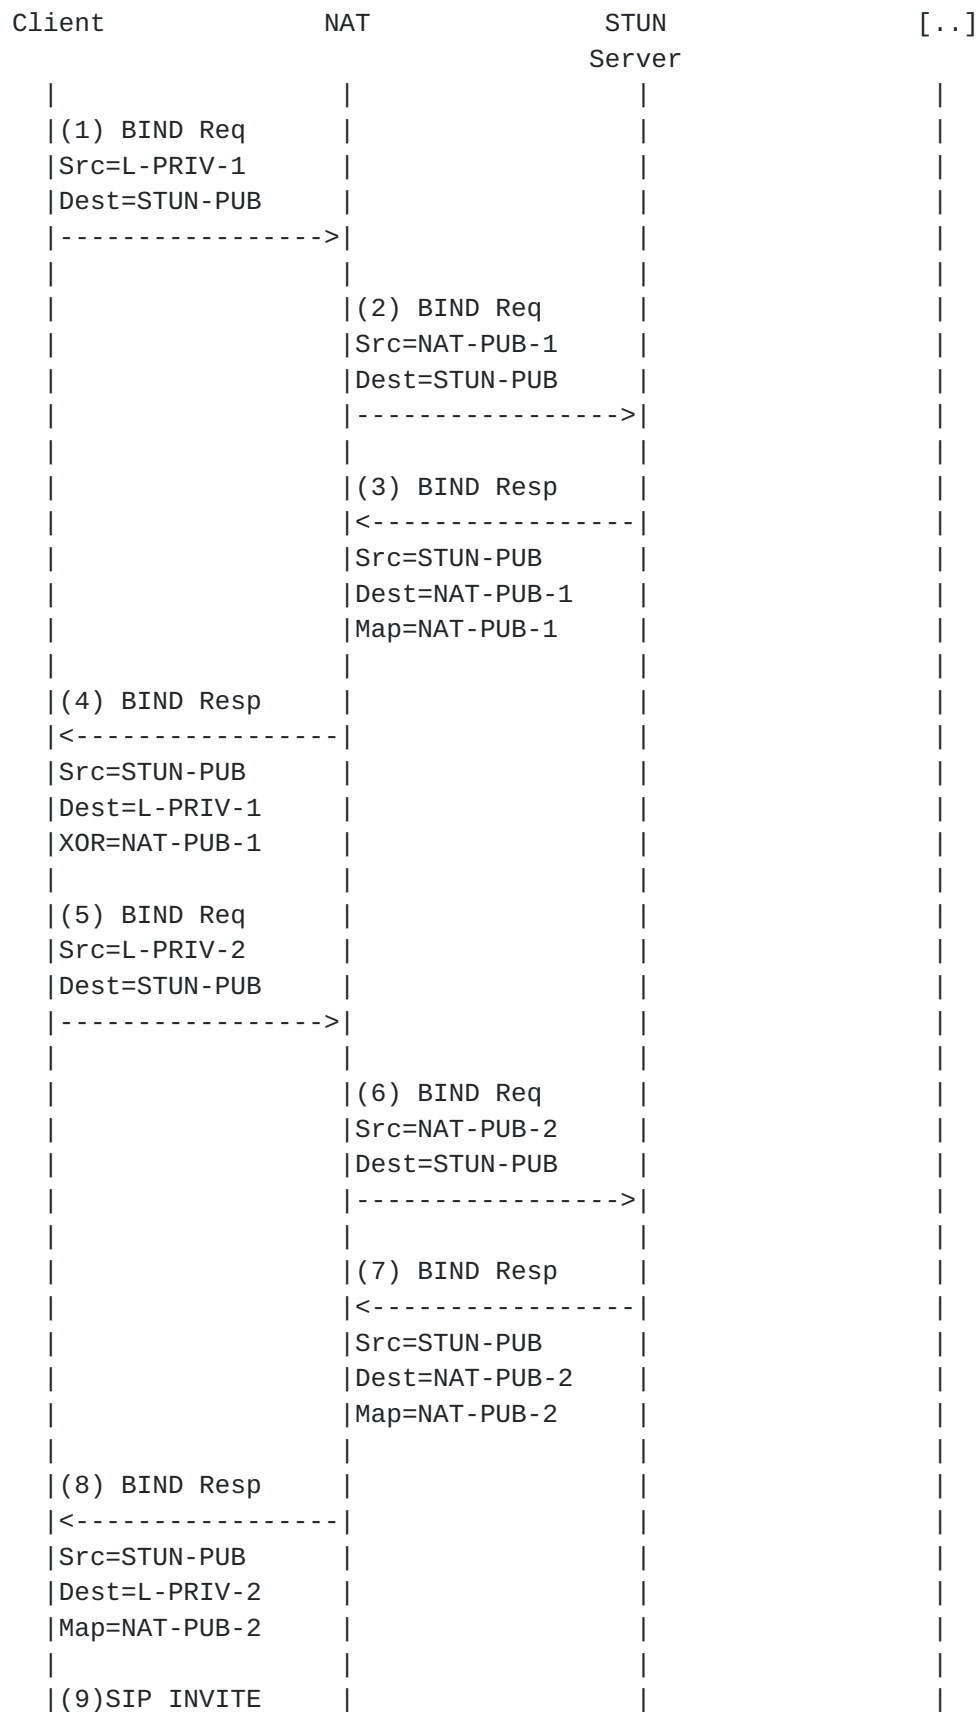 Client              NAT               STUN                [..]
                                     Server
  |                  |                  |                  |
  |(1) BIND Req      |                  |                  |
  |Src=L-PRIV-1      |                  |                  |
  |Dest=STUN-PUB     |                  |                  |
  |----------------->|                  |                  |
  |                  |                  |                  |
  |                  |(2) BIND Req      |                  |
  |                  |Src=NAT-PUB-1     |                  |
  |                  |Dest=STUN-PUB     |                  |
  |                  |----------------->|                  |
  |                  |                  |                  |
  |                  |(3) BIND Resp     |                  |
  |                  |<-----------------|                  |
  |                  |Src=STUN-PUB      |                  |
  |                  |Dest=NAT-PUB-1    |                  |
  |                  |Map=NAT-PUB-1     |                  |
  |                  |                  |                  |
  |(4) BIND Resp     |                  |                  |
  |<-----------------|                  |                  |
  |Src=STUN-PUB      |                  |                  |
  |Dest=L-PRIV-1     |                  |                  |
  |XOR=NAT-PUB-1     |                  |                  |
  |                  |                  |                  |
  |(5) BIND Req      |                  |                  |
  |Src=L-PRIV-2      |                  |                  |
  |Dest=STUN-PUB     |                  |                  |
  |----------------->|                  |                  |
  |                  |                  |                  |
  |                  |(6) BIND Req      |                  |
  |                  |Src=NAT-PUB-2     |                  |
  |                  |Dest=STUN-PUB     |                  |
  |                  |----------------->|                  |
  |                  |                  |                  |
  |                  |(7) BIND Resp     |                  |
  |                  |<-----------------|                  |
  |                  |Src=STUN-PUB      |                  |
  |                  |Dest=NAT-PUB-2    |                  |
  |                  |Map=NAT-PUB-2     |                  |
  |                  |                  |                  |
  |(8) BIND Resp     |                  |                  |
  |<-----------------|                  |                  |
  |Src=STUN-PUB      |                  |                  |
  |Dest=L-PRIV-2     |                  |                  |
  |Map=NAT-PUB-2     |                  |                  |
  |                  |                  |                  |
  |(9)SIP INVITE     |                  |                  |